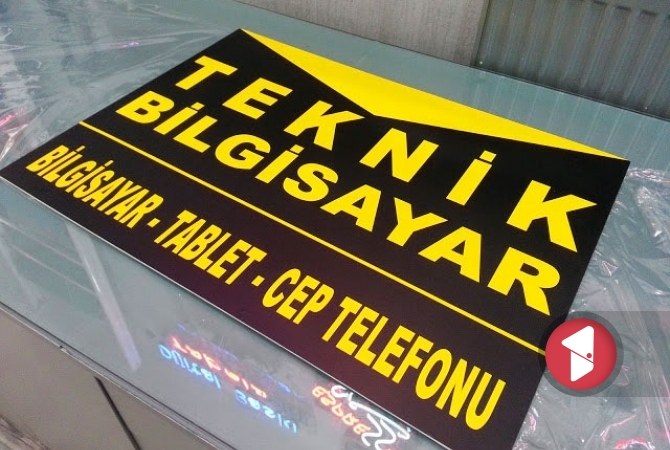 TEKNİK
BİLGİSAYAR
BİLGİSAYAR - TABLET - CEP TELEFONU